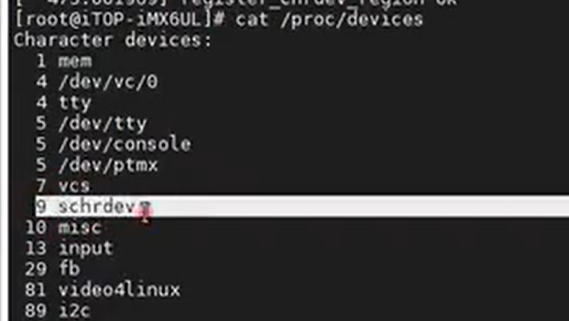 register_chrdev_region ok
[root@iTOP-iMX6UL]# cat /proc/devices
Character devices:
1 mem
4 /dev/vc/0
4 tty
5 /dev/tty
5 /dev/console
5 /dev/ptmx
7 vcs
9 schrdev
10 misc
13 input
29 fb
81 video4linux
89 i2c